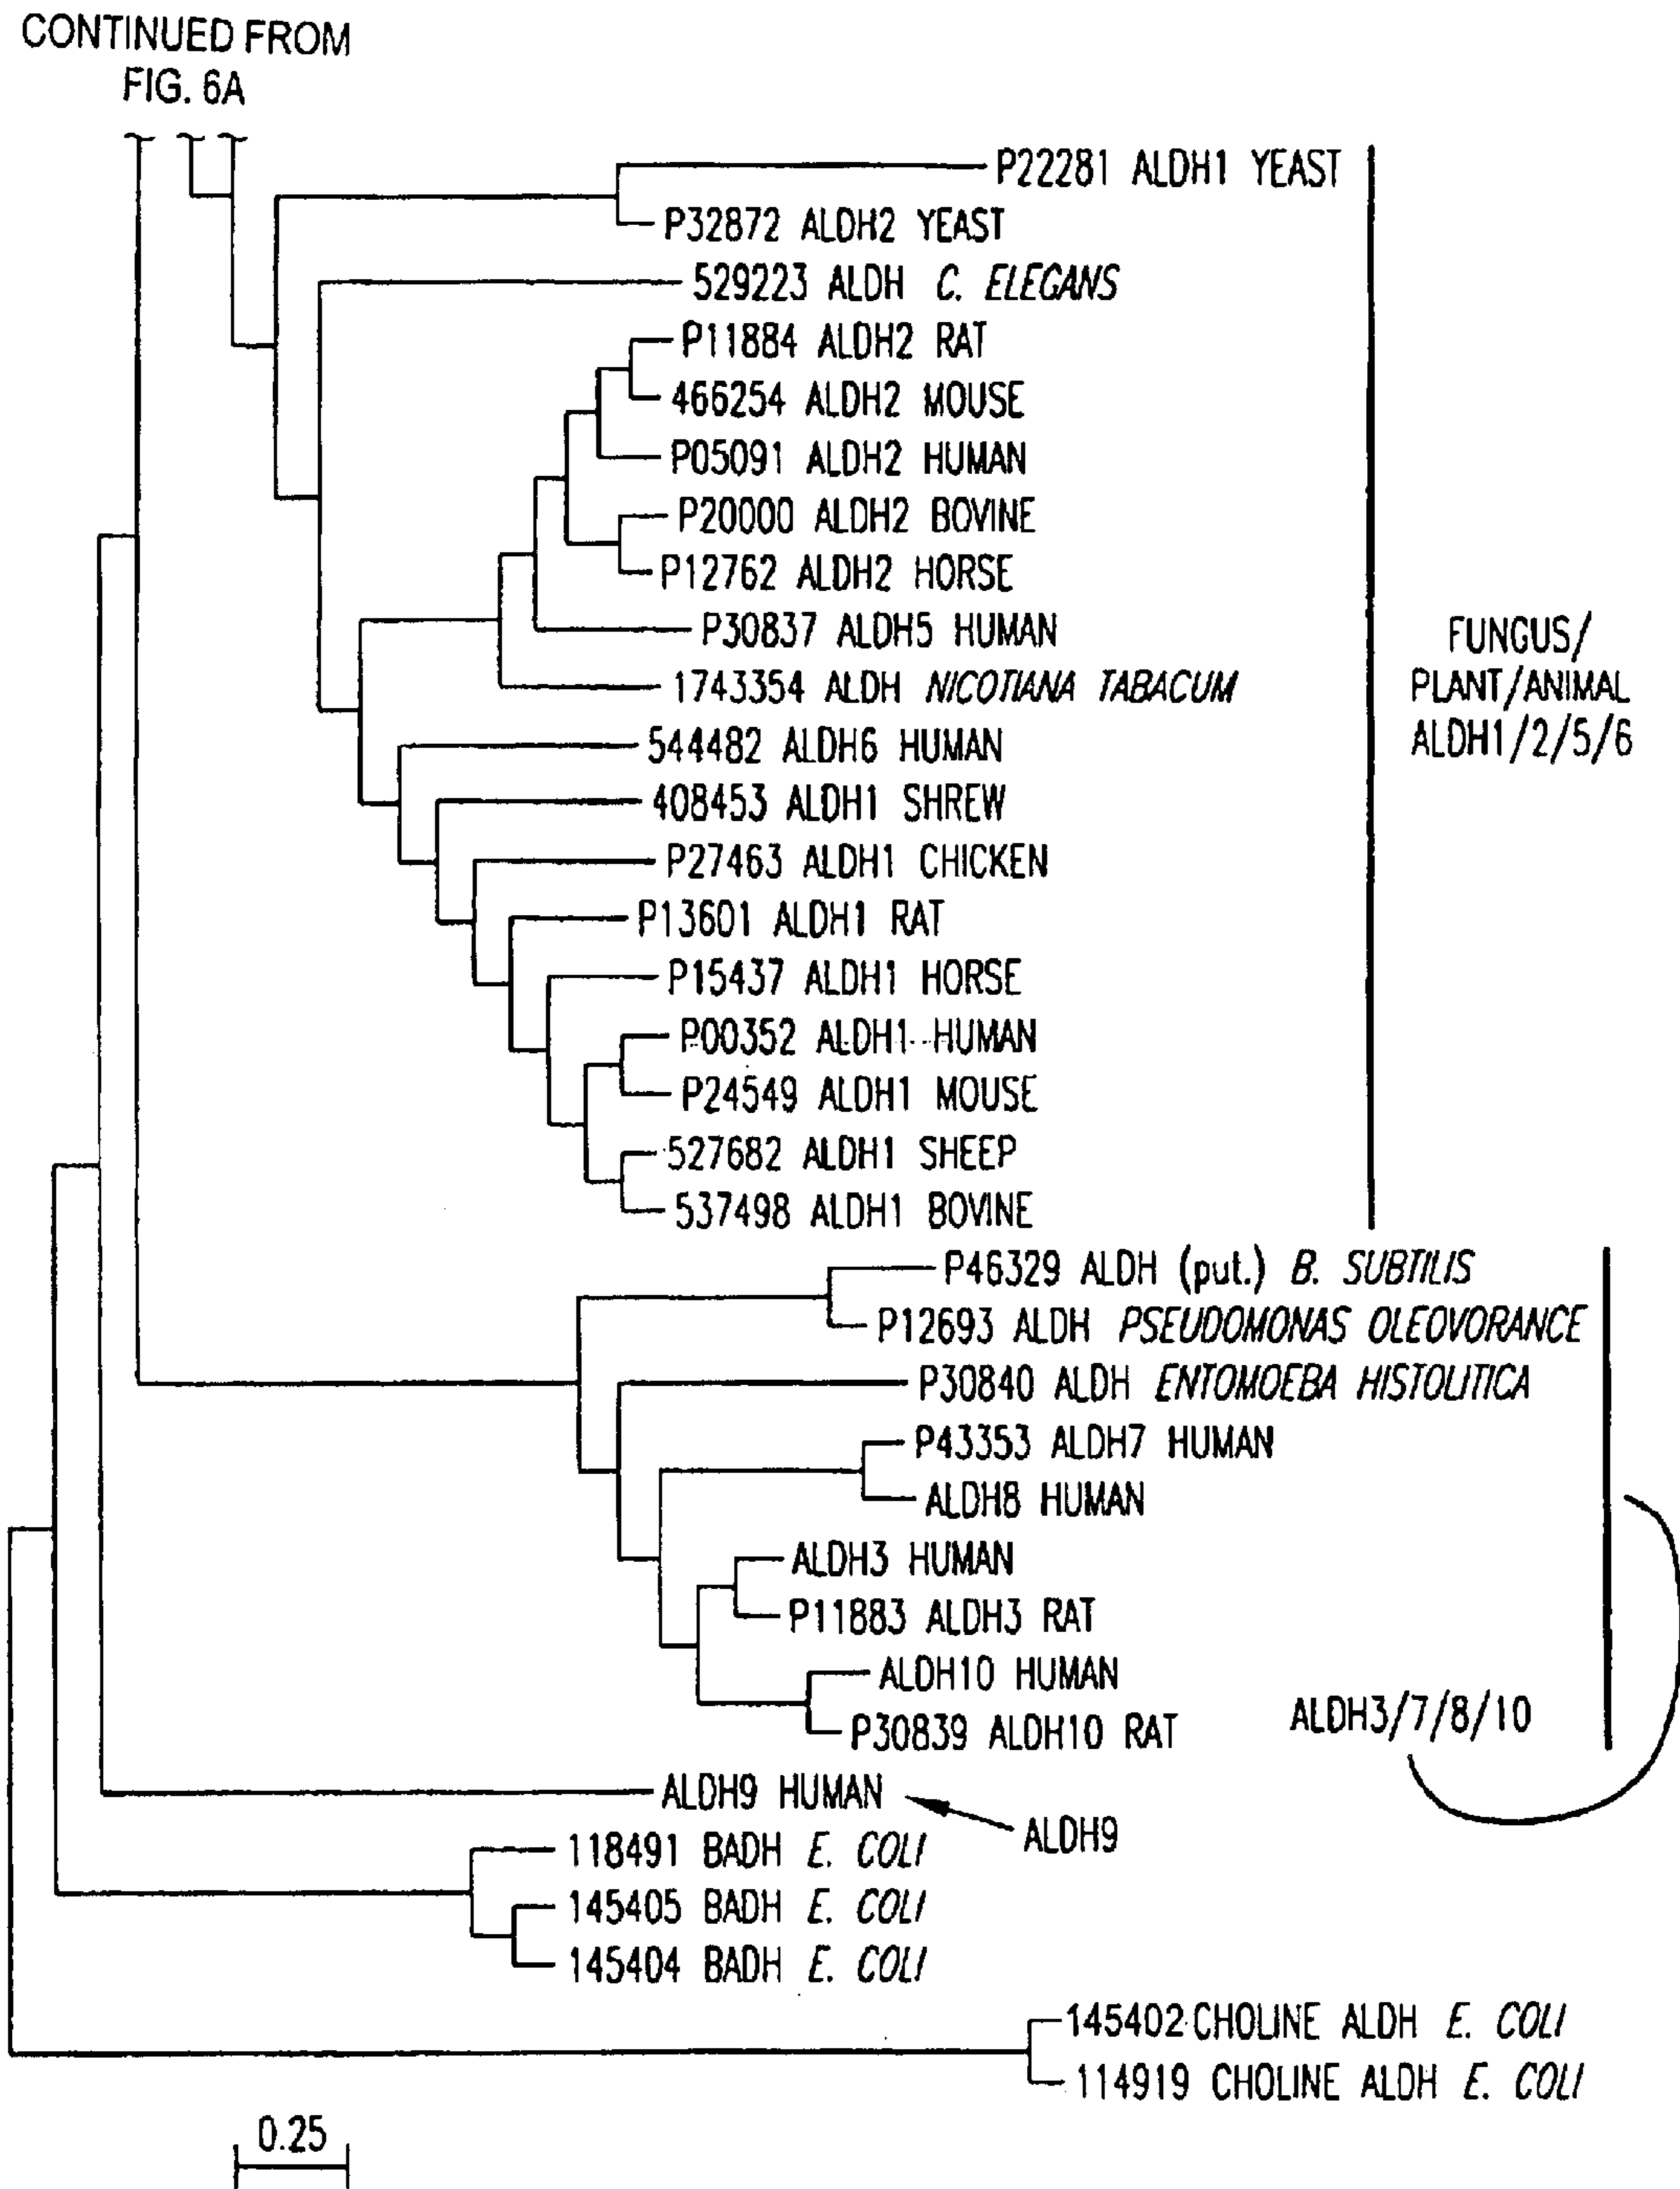 CONTINUED FROM
FIG. 6A
P22281 ALDH1 YEAST
P32872 ALDH2 YEAST
529223 ALDH C. ELEGANS
P11884 ALDH2 RAT
466254 ALDH2 MOUSE
P05091 ALDH2 HUMAN
P20000 ALDH2 BOVINE
P12762 ALDH2 HORSE
P30837 ALDH5 HUMAN
1743354 ALDH NICOTIANA TABACUM
544482 ALDH6 HUMAN
408453 ALDH1 SHREW
P27463 ALDH1 CHICKEN
P13601 ALDH1 RAT
P15437 ALDH1 HORSE
P00352 ALDH1 HUMAN
P24549 ALDH1 MOUSE
527682 ALDH1 SHEEP
537498 ALDH1 BOVINE
FUNGUS/
PLANT/ANIMAL
ALDH1/2/5/6
P46329 ALDH (put.) B. SUBTILIS
P12693 ALDH PSEUDOMONAS OLEOVORANCE
P30840 ALDH ENTOMOEBA HISTOLITICA
P43353 ALDH7 HUMAN
ALDH8 HUMAN
ALDH3 HUMAN
P11883 ALDH3 RAT
ALDH10 HUMAN
P30839 ALDH10 RAT
ALDH3/7/8/10
ALDH9 HUMAN
ALDH9
118491 BADH E. COLI
145405 BADH E. COLI
145404 BADH E. COLI
145402 CHOLINE ALDH E. COLI
114919 CHOLINE ALDH E. COLI
0.25